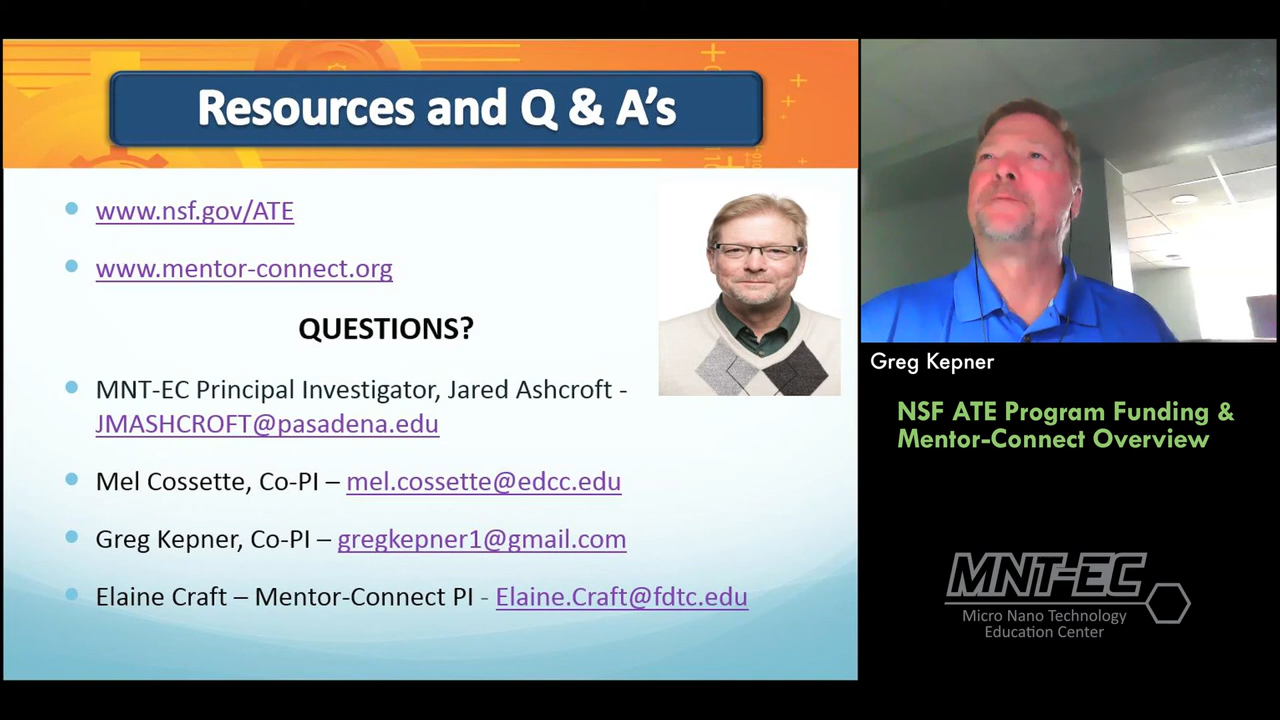 Resources and Q & A's
www.nsf.gov/ATE
www.mentor-connect.org
QUESTIONS?
MNT-EC Principal Investigator, Jared Ashcroft -
JMASHCROFT@pasadena.edu
Mel Cossette, Co-PI – mel.cossette@edcc.edu
Greg Kepner, Co-PI – gregkepner1@gmail.com
Elaine Craft – Mentor-Connect PI - Elaine.Craft@fdtc.edu
Greg Kepner
NSF ATE Program Funding &
Mentor-Connect Overview
MNT-EC
Micro Nano Technology
Education Center